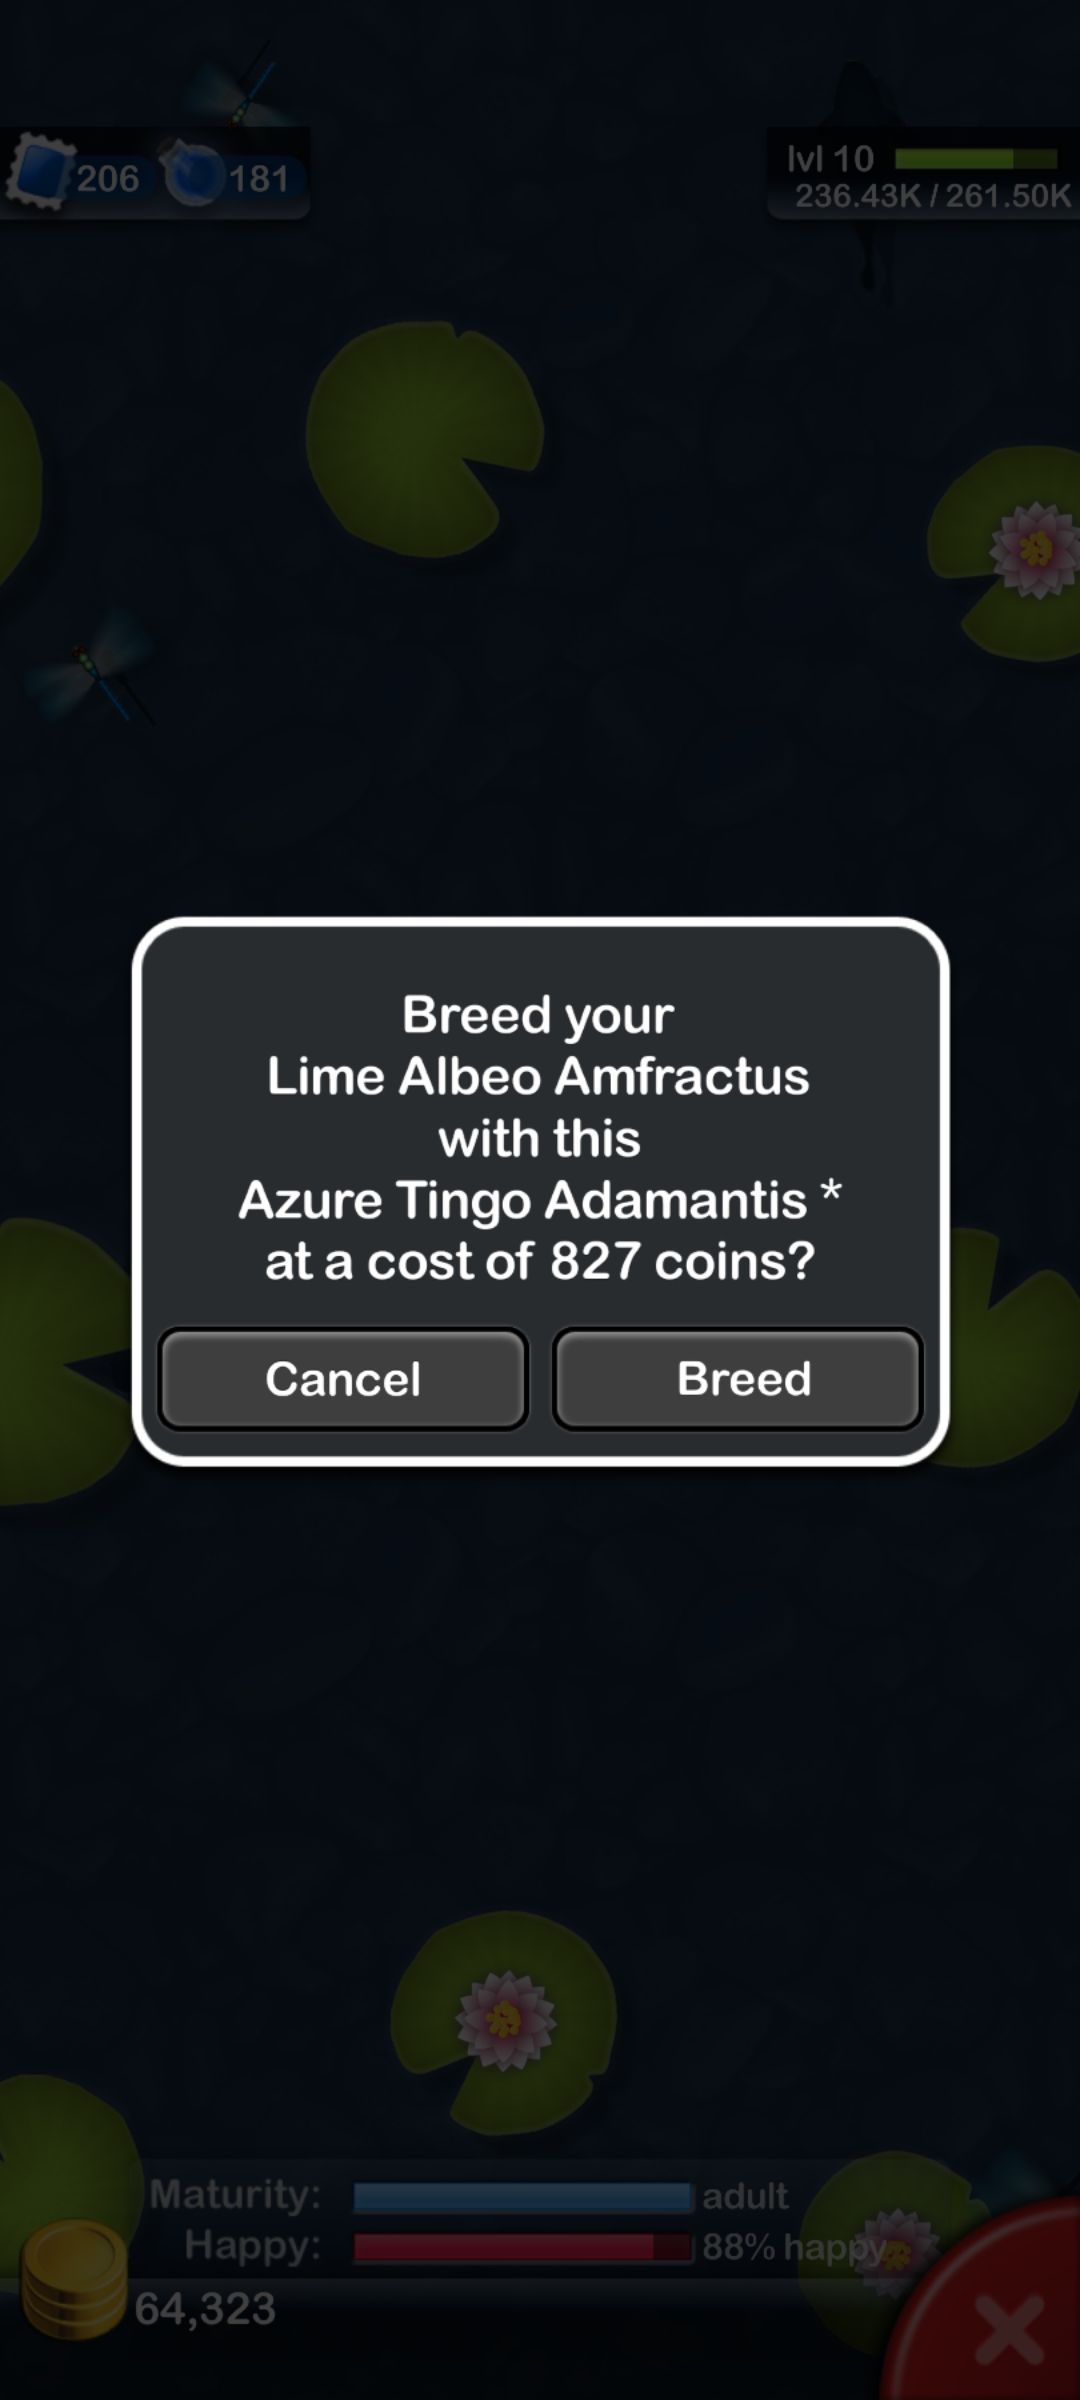 206
181
lvl 10
236.43K / 261.50K
Breed your
Lime Albeo Amfractus
with this
Azure Tingo Adamantis *
at a cost of 827 coins?
Cancel
Breed
Maturity:
adult
Happy:
88% happy
64,323